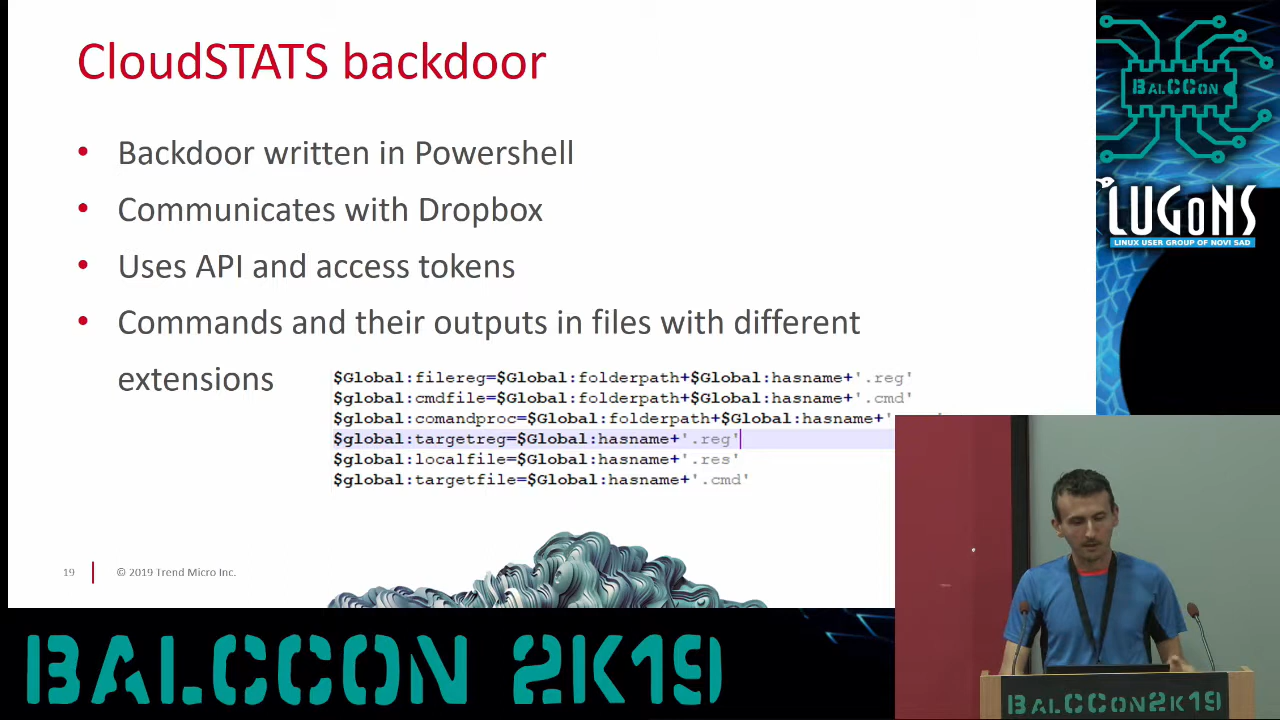 CloudSTATS backdoor
• Backdoor written in Powershell
• Communicates with Dropbox
• Uses API and access tokens
• Commands and their outputs in files with different
extensions
$Global:filereg=$Global:folderpath+$Global:hasname+'.reg'
$global:cmdfile=$Global:folderpath+$Global:hasname+'.cmd'
$global:comandproc=$Global:folderpath+$Global:hasname+'
$global:targetreg=$Global:hasname+'.reg'
$global:localfile=$Global:hasname+'.res'
$global:targetfile=$Global:hasname+'.cmd'
19
© 2019 Trend Micro Inc.
BALCCON
LUGONS
LINUX USER GROUP OF NOVI SAD
BALCCON 2K19
BALCCON2K19